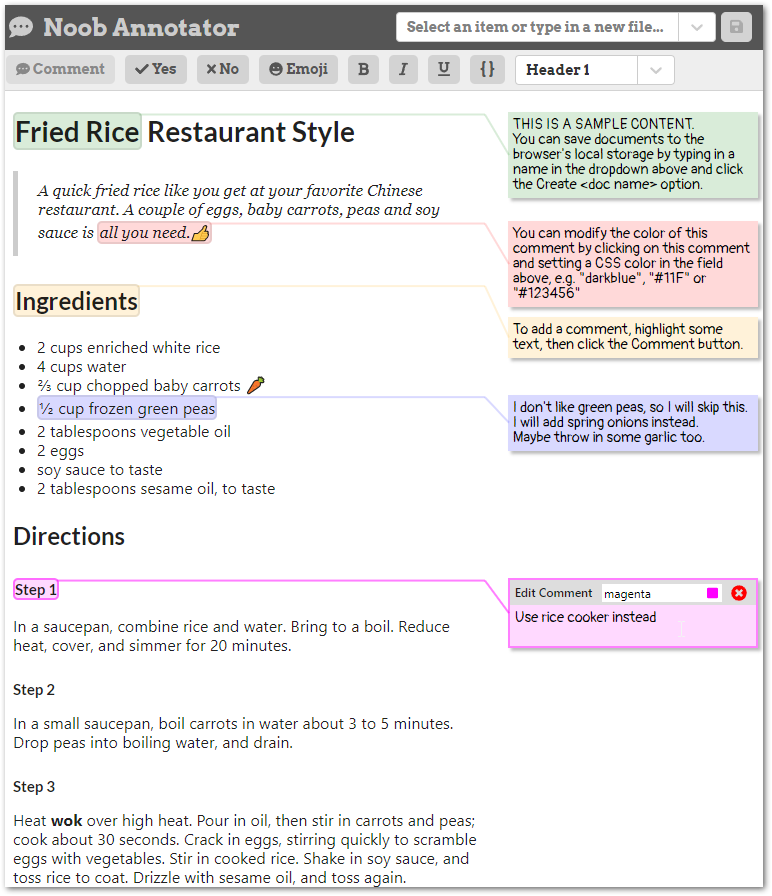 Noob Annotator
Select an item or type in a new file...
Comment
Yes
No
Emoji
B
I
U
{}
Header 1
Fried Rice Restaurant Style
THIS IS A SAMPLE CONTENT.
You can save documents to the
browser's local storage by typing in a
name in the dropdown above and click
the Create <doc name> option.
A quick fried rice like you get at your favorite Chinese
restaurant. A couple of eggs, baby carrots, peas and soy
sauce is all you need.👍
You can modify the color of this
comment by clicking on this comment
and setting a CSS color in the field
above, e.g. "darkblue", "#11F" or
"#123456"
Ingredients
To add a comment, highlight some
text, then click the Comment button.
2 cups enriched white rice
4 cups water
⅔ cup chopped baby carrots 🥕
½ cup frozen green peas
2 tablespoons vegetable oil
2 eggs
soy sauce to taste
2 tablespoons sesame oil, to taste
I don't like green peas, so I will skip this.
I will add spring onions instead.
Maybe throw in some garlic too.
Directions
Step 1
Edit Comment
magenta
Use rice cooker instead
In a saucepan, combine rice and water. Bring to a boil. Reduce
heat, cover, and simmer for 20 minutes.
Step 2
In a small saucepan, boil carrots in water about 3 to 5 minutes.
Drop peas into boiling water, and drain.
Step 3
Heat wok over high heat. Pour in oil, then stir in carrots and peas;
cook about 30 seconds. Crack in eggs, stirring quickly to scramble
eggs with vegetables. Stir in cooked rice. Shake in soy sauce, and
toss rice to coat. Drizzle with sesame oil, and toss again.